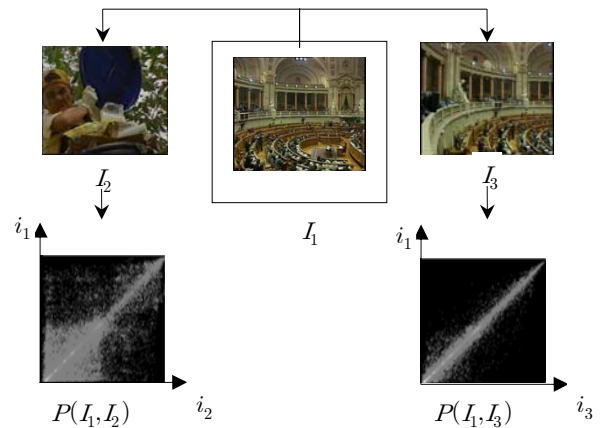 I₂
I₁
I₃
i₁
i₁
i₂
i₃
P(I₁,I₂)
P(I₁,I₃)